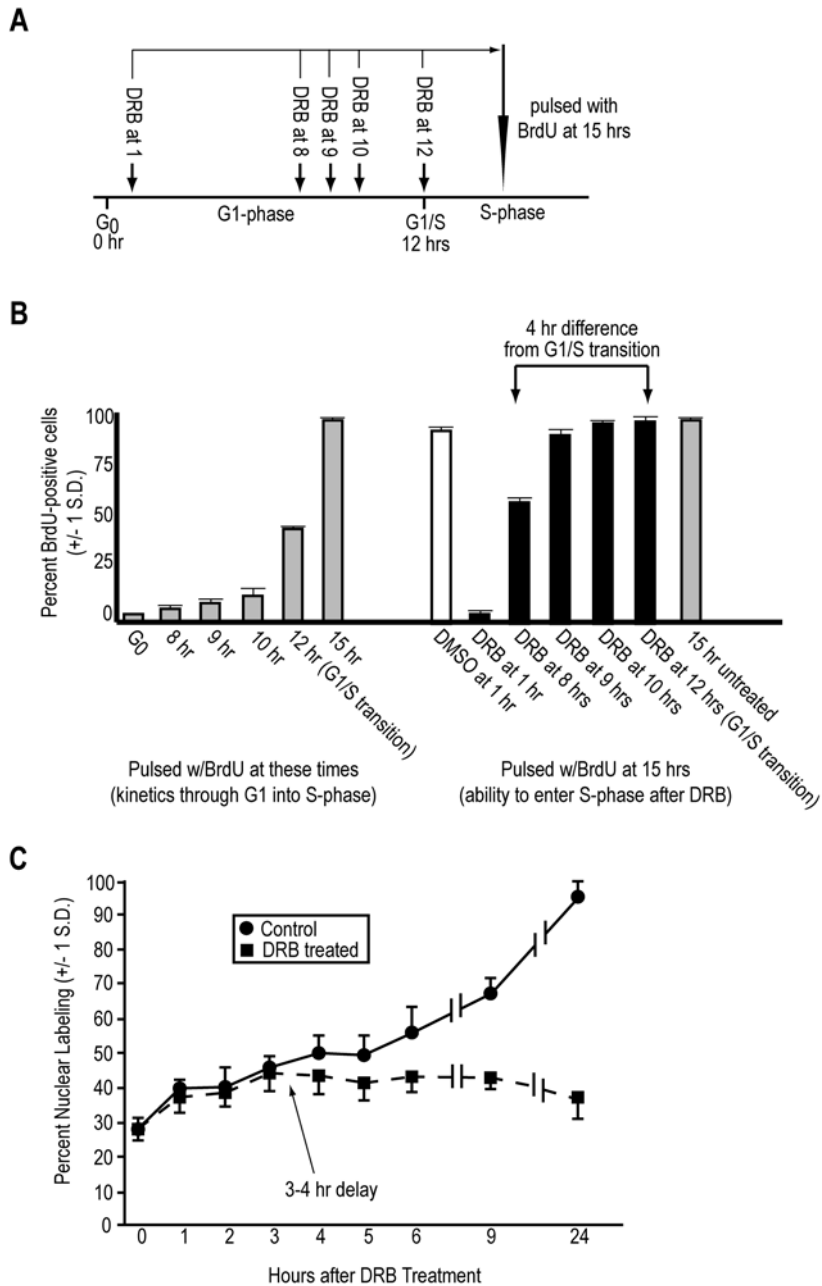 A
DRB at 1
DRB at 8
DRB at 9
DRB at 10
DRB at 12
pulsed with
BrdU at 15 hrs
G0
0 hr
G1-phase
G1/S
12 hrs
S-phase
B
4 hr difference
from G1/S transition
Percent BrdU-positive cells
(+/- 1 S.D.)
100
75
50
25
0
G0
8 hr
9 hr
10 hr
12 hr (G1/S transition)
15 hr
DMSO at 1 hr
DRB at 1 hr
DRB at 8 hrs
DRB at 9 hrs
DRB at 10 hrs
DRB at 12 hrs (G1/S transition)
15 hr untreated
Pulsed w/BrdU at these times
(kinetics through G1 into S-phase)
Pulsed w/BrdU at 15 hrs
(ability to enter S-phase after DRB)
C
Percent Nuclear Labeling (+/- 1 S.D.)
100
90
80
70
60
50
40
30
20
10
0
Control
DRB treated
3-4 hr delay
0 1 2 3 4 5 6 9 24
Hours after DRB Treatment